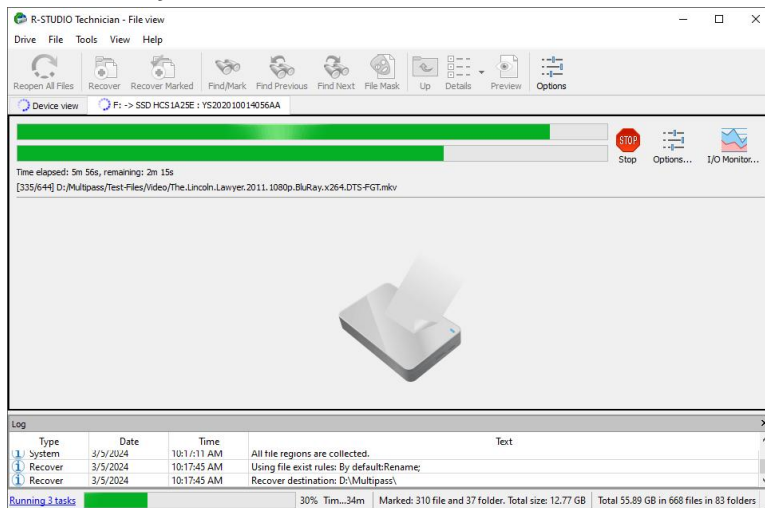 R-STUDIO Technician - File view
Drive File Tools View Help
Reopen All Files Recover Recover Marked Find/Mark Find Previous Find Next File Mask Up Details Preview Options
Device view F: -> SSD HCS1A25E : YS202010014056AA
STOP
Stop Options... I/O Monitor...
Time elapsed: 5m 56s, remaining: 2m 15s
[335/644] D:/Multipass/Test-Files/Video/The.Lincoln.Lawyer.2011.1080p.BluRay.x264.DTS-FGT.mkv
Log
Type Date Time Text
System 3/5/2024 10:17:11 AM All file regions are collected.
Recover 3/5/2024 10:17:45 AM Using file exist rules: By default:Rename;
Recover 3/5/2024 10:17:45 AM Recover destination: D:\Multipass\
Running 3 tasks 30% Tim...34m Marked: 310 file and 37 folder. Total size: 12.77 GB Total 55.89 GB in 668 files in 83 folders